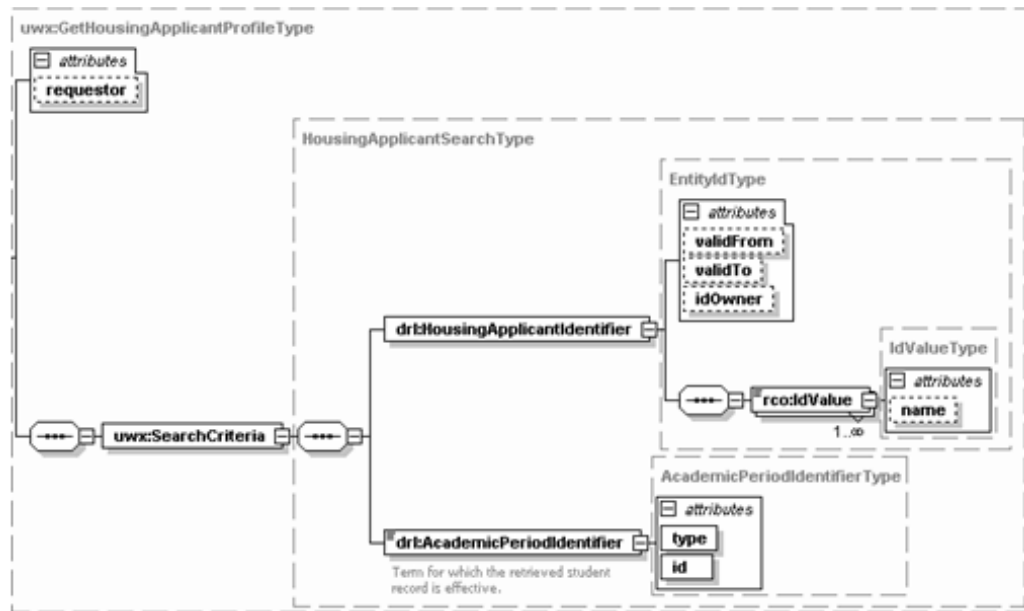 uwx:GetHousingApplicantProfileType
attributes
requestor
HousingApplicantSearchType
EntityIdType
attributes
validFrom
validTo
idOwner
drl:HousingApplicantIdentifier
IdValueType
attributes
name
rco:IdValue
1..∞
uwx:SearchCriteria
AcademicPeriodIdentifierType
attributes
type
id
drl:AcademicPeriodIdentifier
Term for which the retrieved student
record is effective.